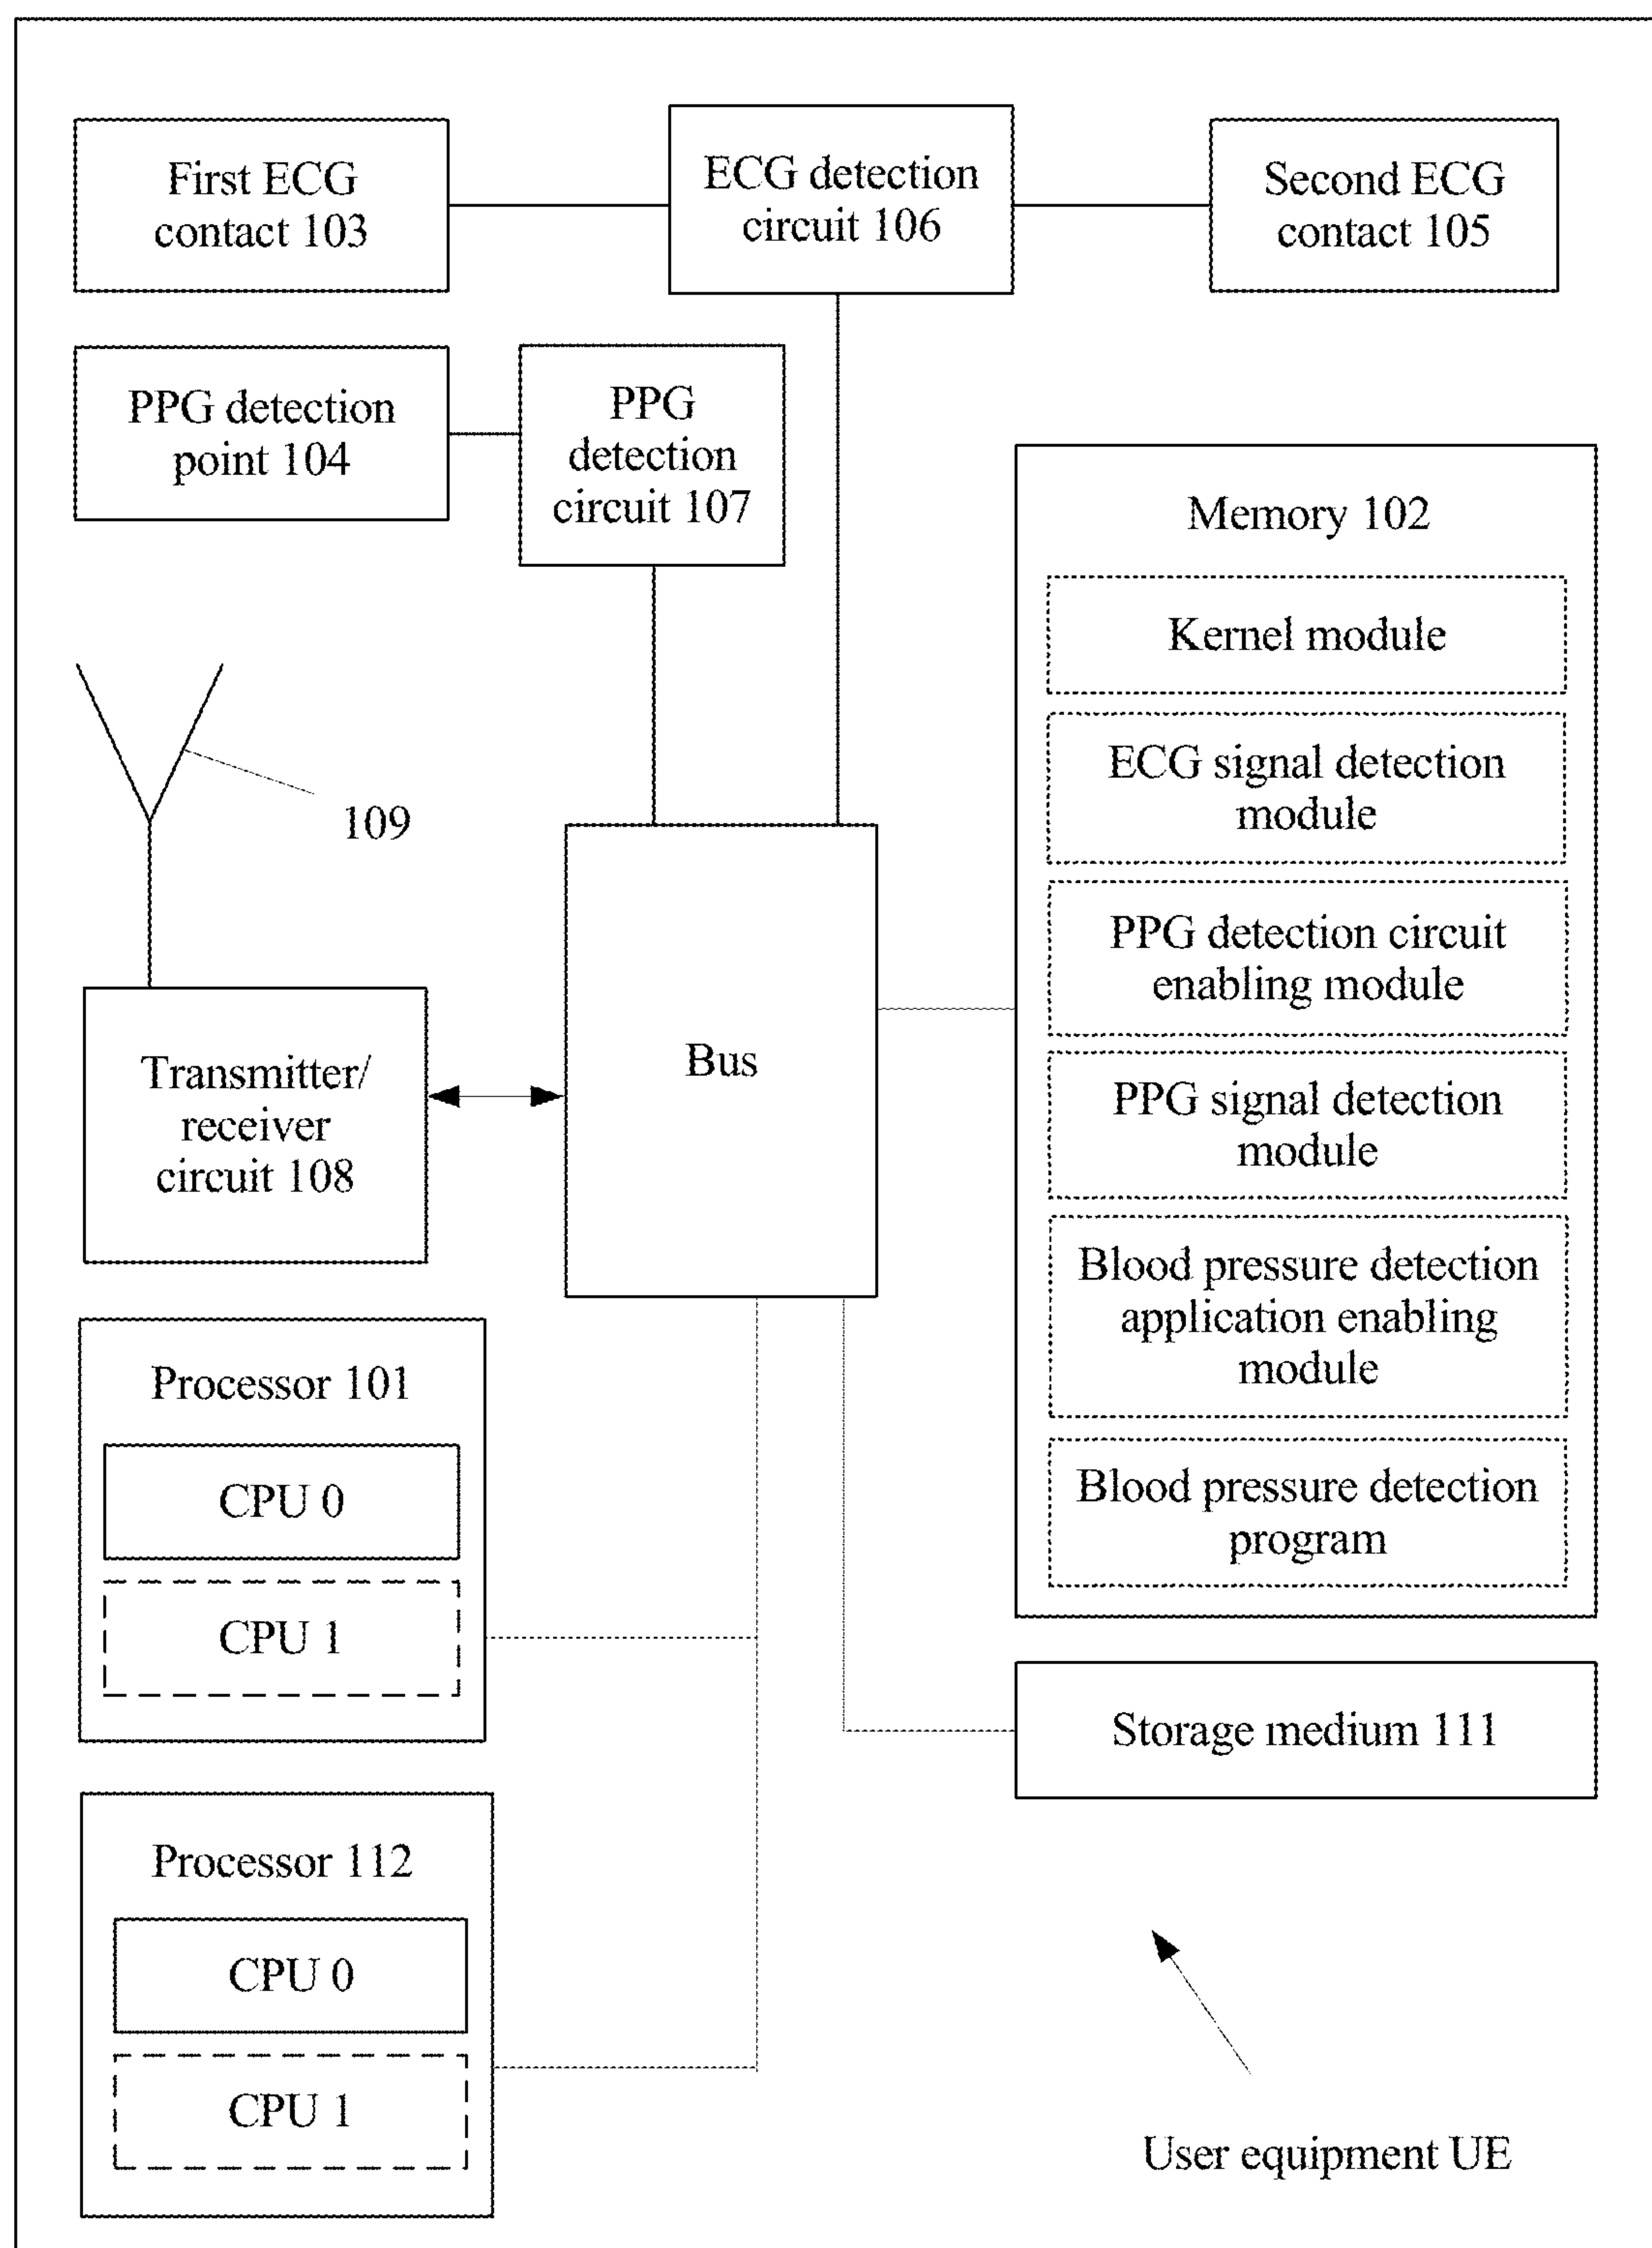 First ECG
contact 103
ECG detection
circuit 106
Second ECG
contact 105
PPG detection
point 104
PPG
detection
circuit 107
Memory 102
Kernel module
ECG signal detection
module
PPG detection circuit
enabling module
PPG signal detection
module
Blood pressure detection
application enabling
module
Blood pressure detection
program
109
Bus
Transmitter/
receiver
circuit 108
Processor 101
CPU 0
CPU 1
Storage medium 111
Processor 112
CPU 0
CPU 1
User equipment UE